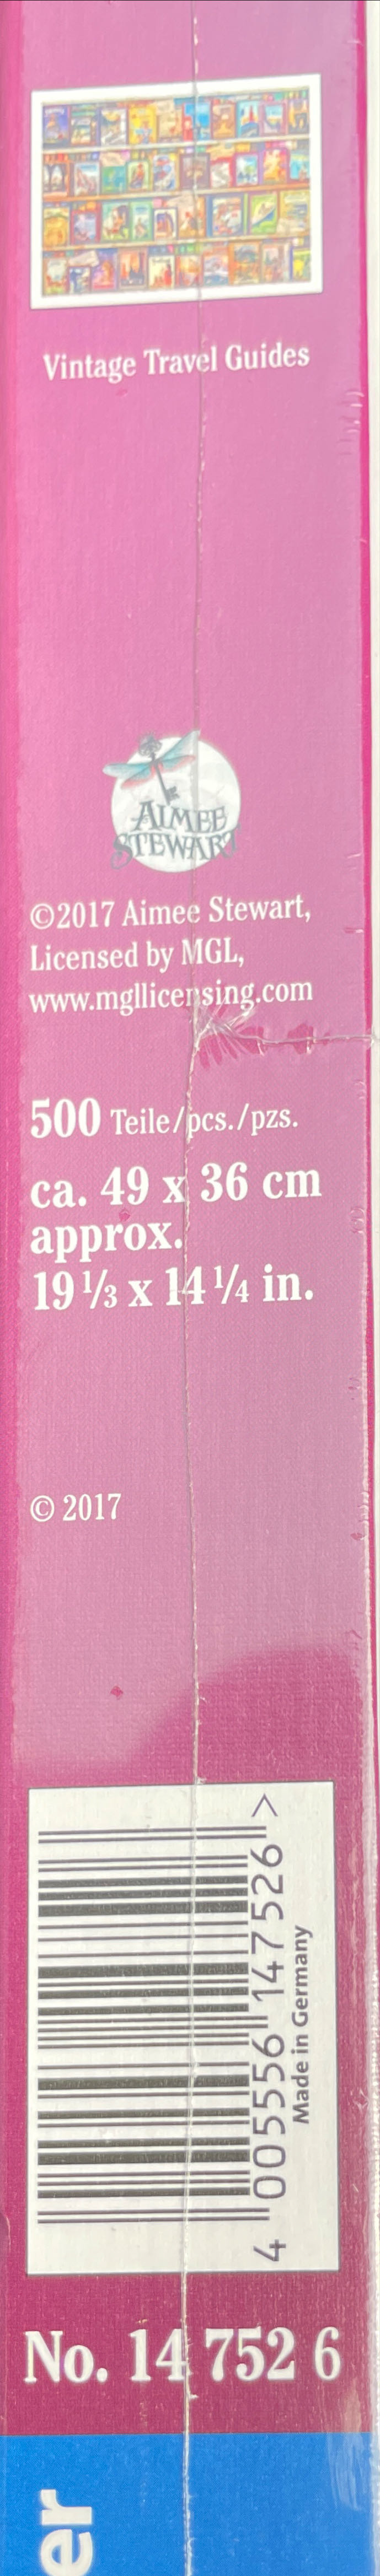 Vintage Travel Guides
AIMEE
STEWART
©2017 Aimee Stewart,
Licensed by MGL,
www.mgllicensing.com
500 Teile/pcs./pzs.
ca. 49 x 36 cm
approx.
19 1/3 x 14 1/4 in.
© 2017
4 005556 147526 >
Made in Germany
No. 14 752 6
er